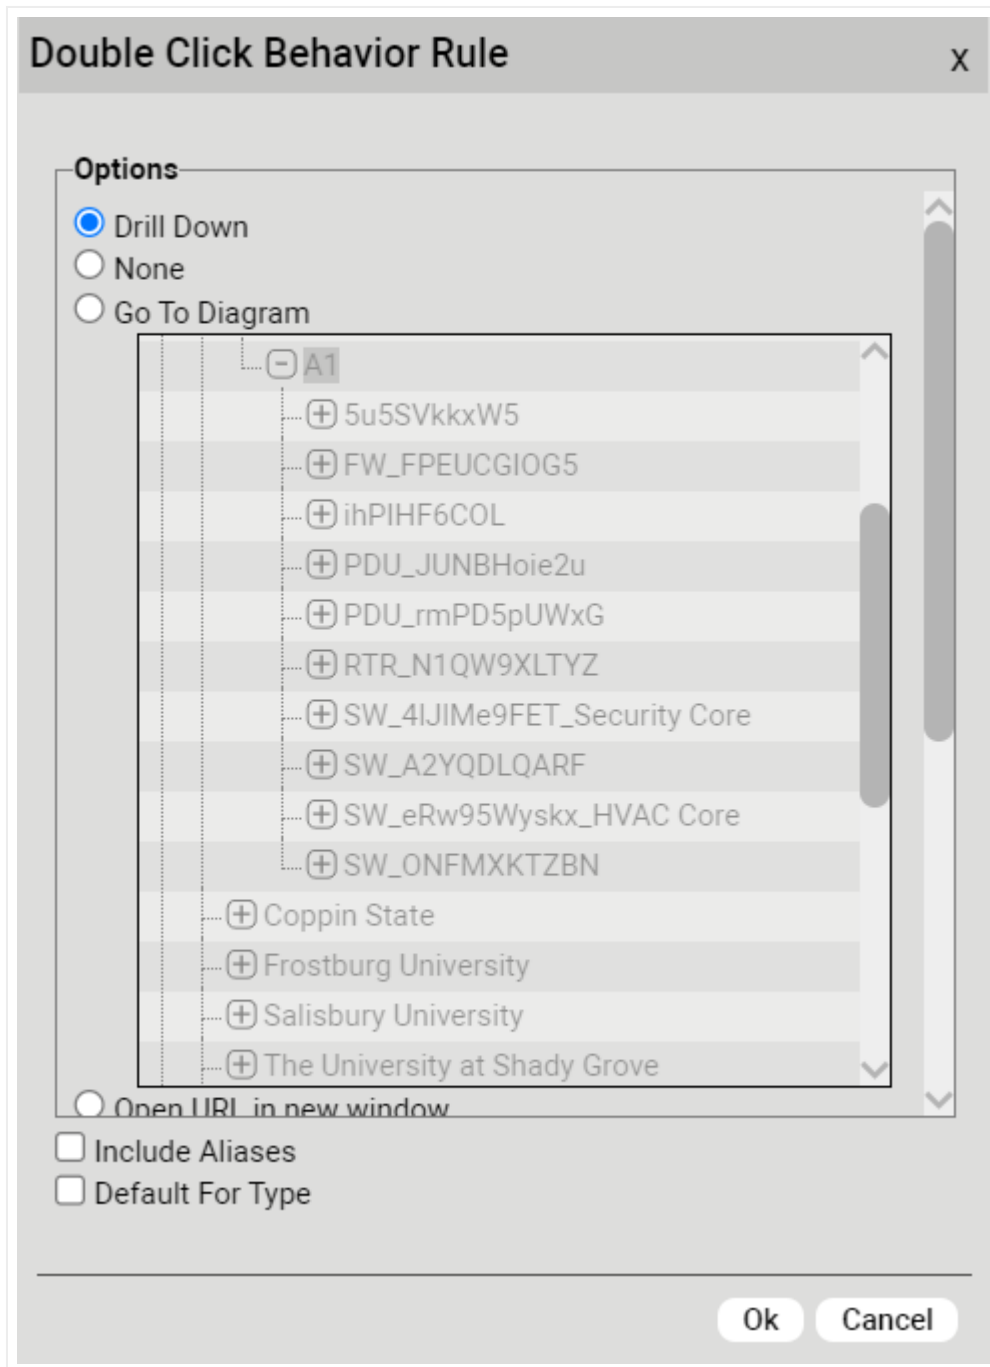 Double Click Behavior Rule
x
Options
Drill Down
None
Go To Diagram
A1
5u5SVkkxW5
FW_FPEUCGIOG5
ihPIHF6COL
PDU_JUNBHoie2u
PDU_rmPD5pUWxG
RTR_N1QW9XLTYZ
SW_4IJIMe9FET_Security Core
SW_A2YQDLQARF
SW_eRw95Wyskx_HVAC Core
SW_ONFMXKTZBN
Coppin State
Frostburg University
Salisbury University
The University at Shady Grove
Open URL in new window
Include Aliases
Default For Type
Ok Cancel